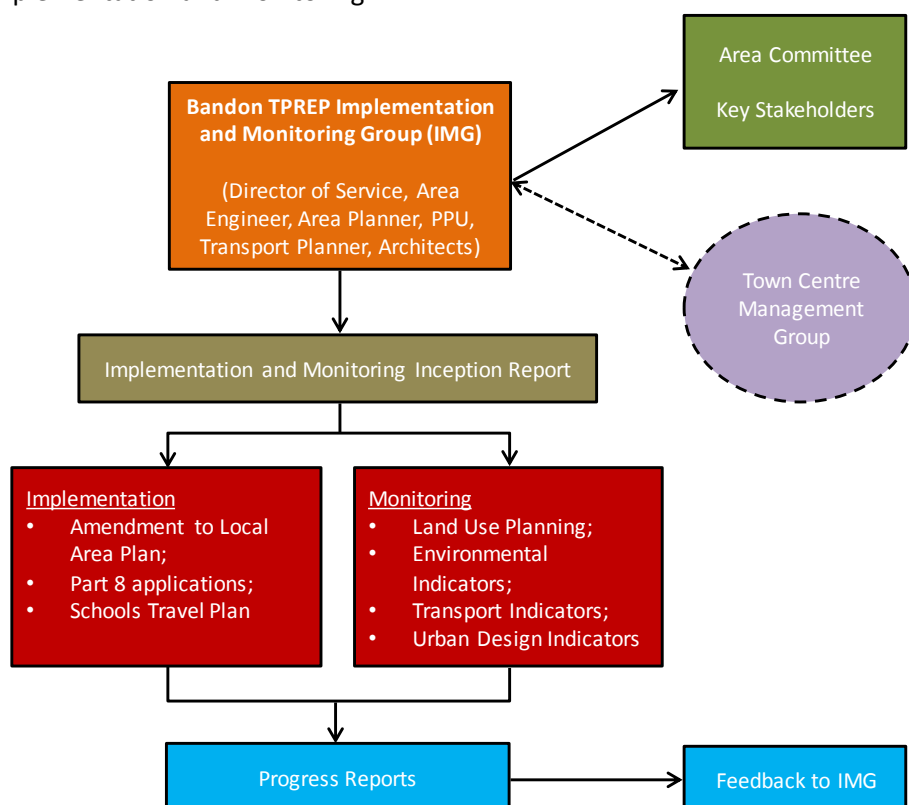 Bandon TPREP Implementation
and Monitoring Group (IMG)
(Director of Service, Area
Engineer, Area Planner, PPU,
Transport Planner, Architects)
Area Committee
Key Stakeholders
Town Centre
Management
Group
Implementation and Monitoring Inception Report
Implementation
• Amendment to Local
Area Plan;
• Part 8 applications;
• Schools Travel Plan
Monitoring
• Land Use Planning;
• Environmental
Indicators;
• Transport Indicators;
• Urban Design Indicators
Progress Reports
Feedback to IMG